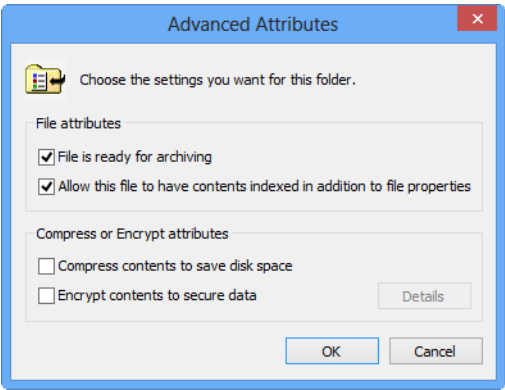 Advanced Attributes
Choose the settings you want for this folder.
File attributes
File is ready for archiving
Allow this file to have contents indexed in addition to file properties
Compress or Encrypt attributes
Compress contents to save disk space
Encrypt contents to secure data
Details
OK
Cancel